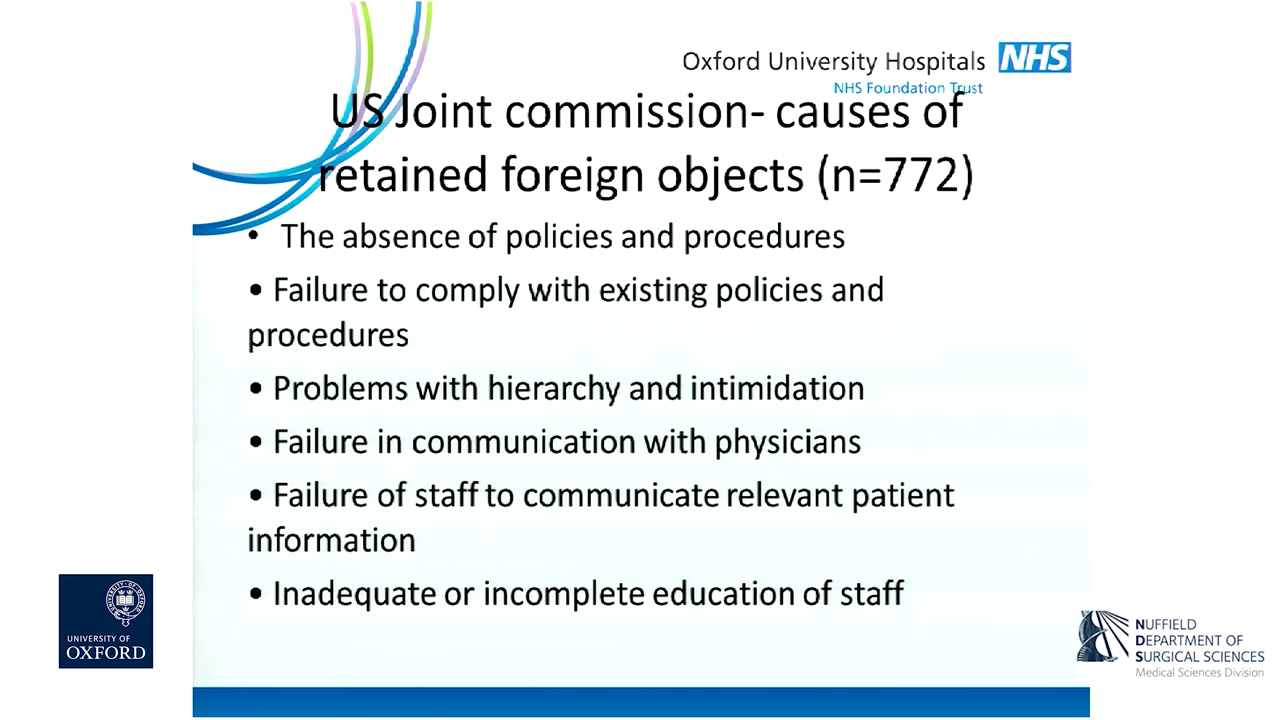 Oxford University Hospitals NHS
NHS Foundation Trust
US Joint commission- causes of
retained foreign objects (n=772)
• The absence of policies and procedures
• Failure to comply with existing policies and
procedures
• Problems with hierarchy and intimidation
• Failure in communication with physicians
• Failure of staff to communicate relevant patient
information
• Inadequate or incomplete education of staff
UNIVERSITY OF
OXFORD
NUFFIELD
DEPARTMENT OF
SURGICAL SCIENCES
Medical Sciences Division